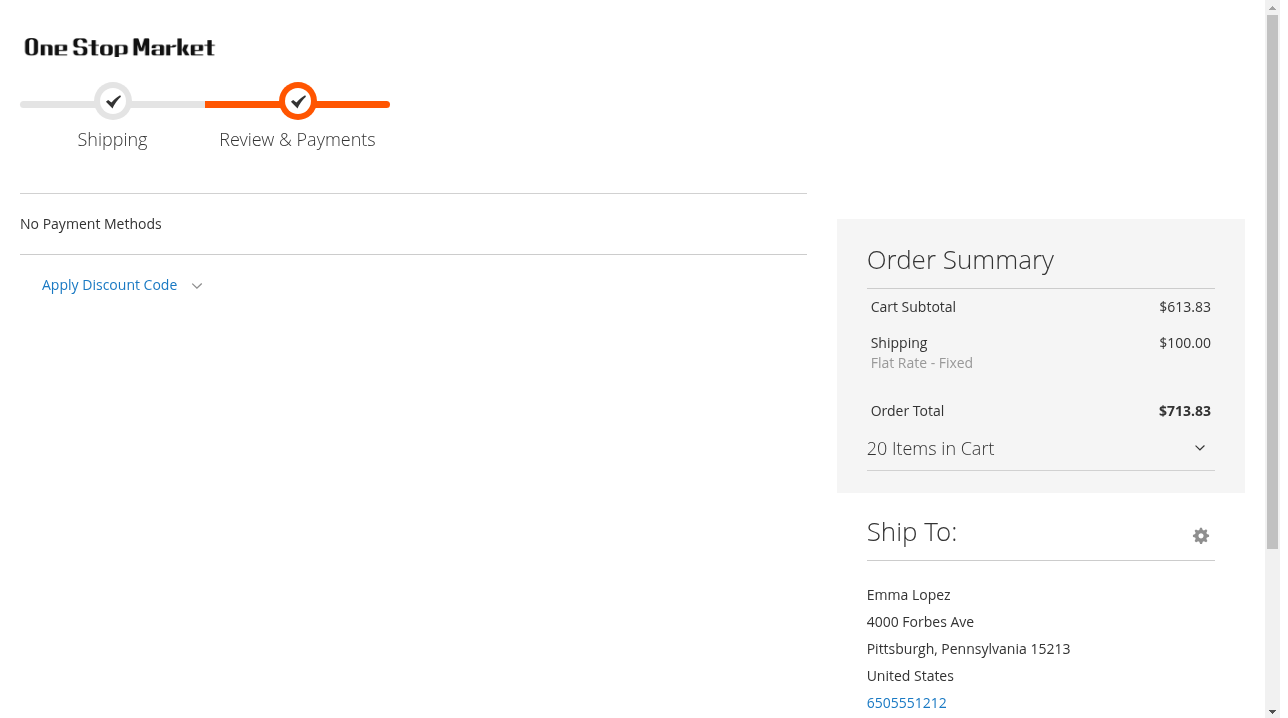 One Stop Market
Shipping
Review & Payments
No Payment Methods
Apply Discount Code
Order Summary
Cart Subtotal $613.83
Shipping $100.00
Flat Rate - Fixed
Order Total $713.83
20 Items in Cart
Ship To:
Emma Lopez
4000 Forbes Ave
Pittsburgh, Pennsylvania 15213
United States
6505551212